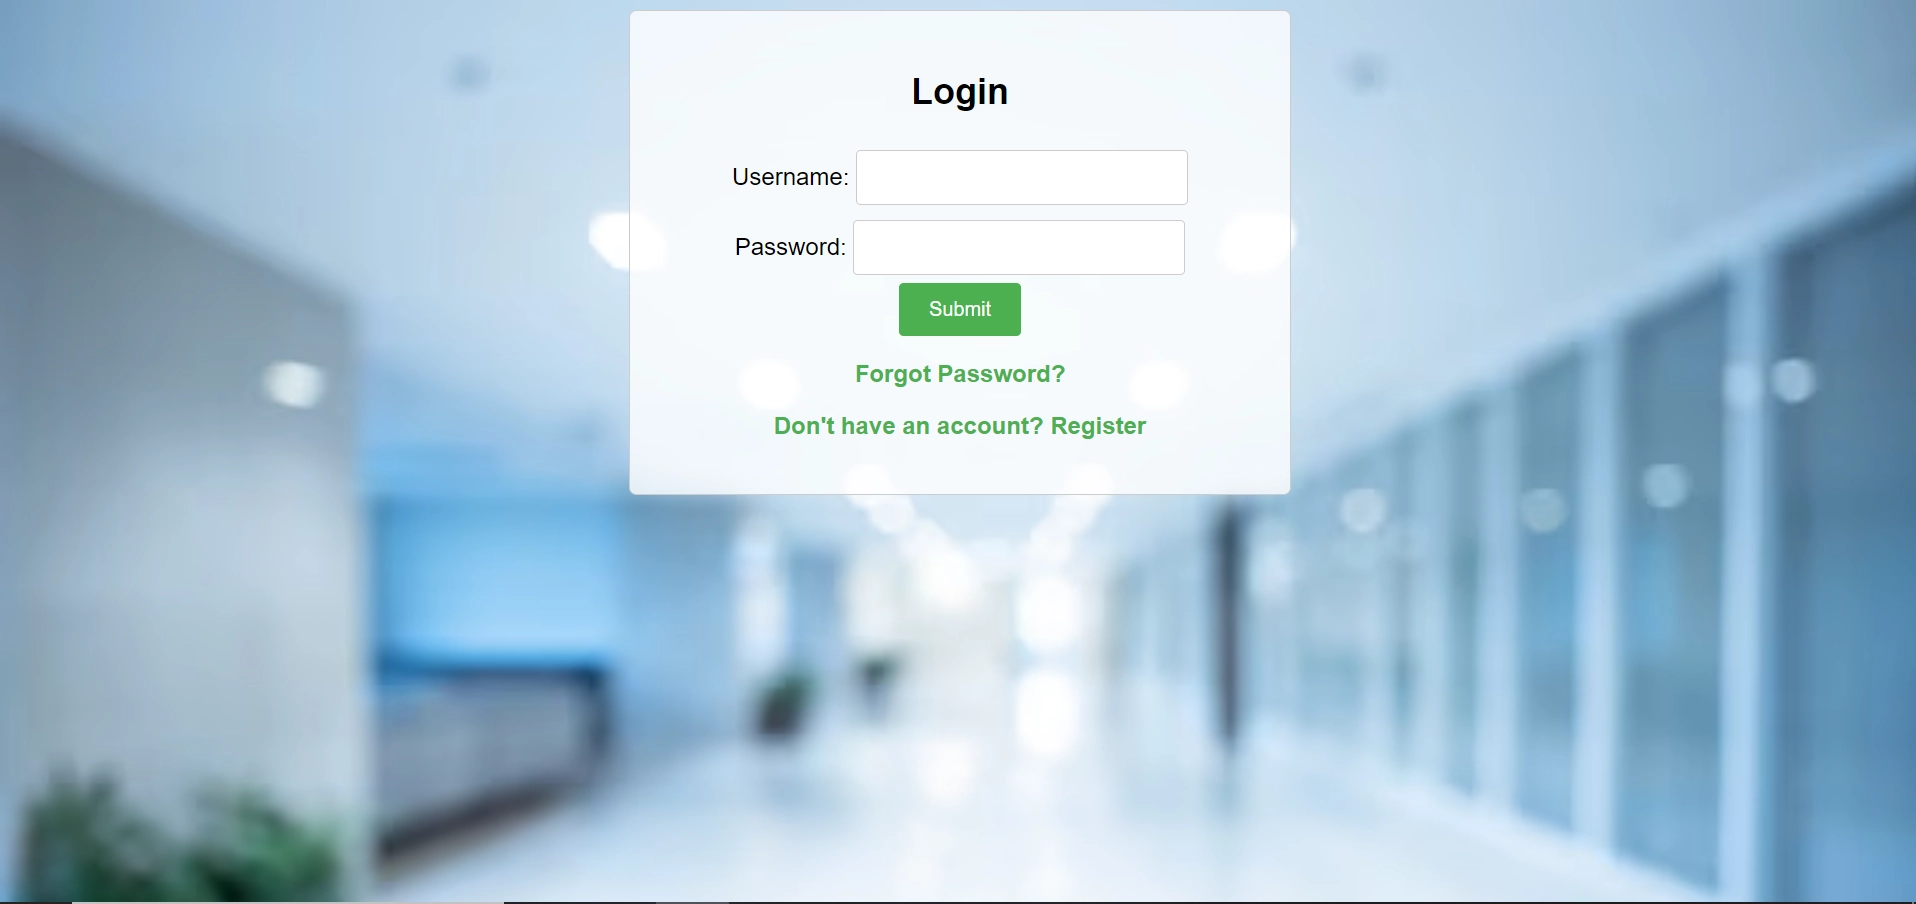 Login
Username:
Password:
Submit
Forgot Password?
Don't have an account? Register